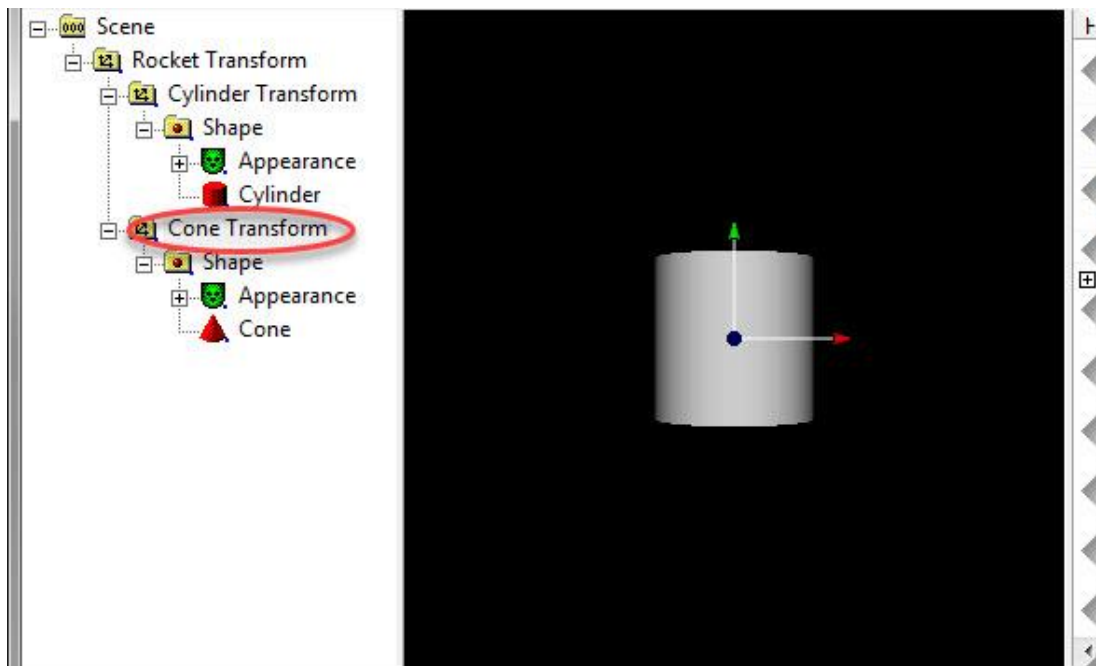 Scene
Rocket Transform
Cylinder Transform
Shape
Appearance
Cylinder
Cone Transform
Shape
Appearance
Cone